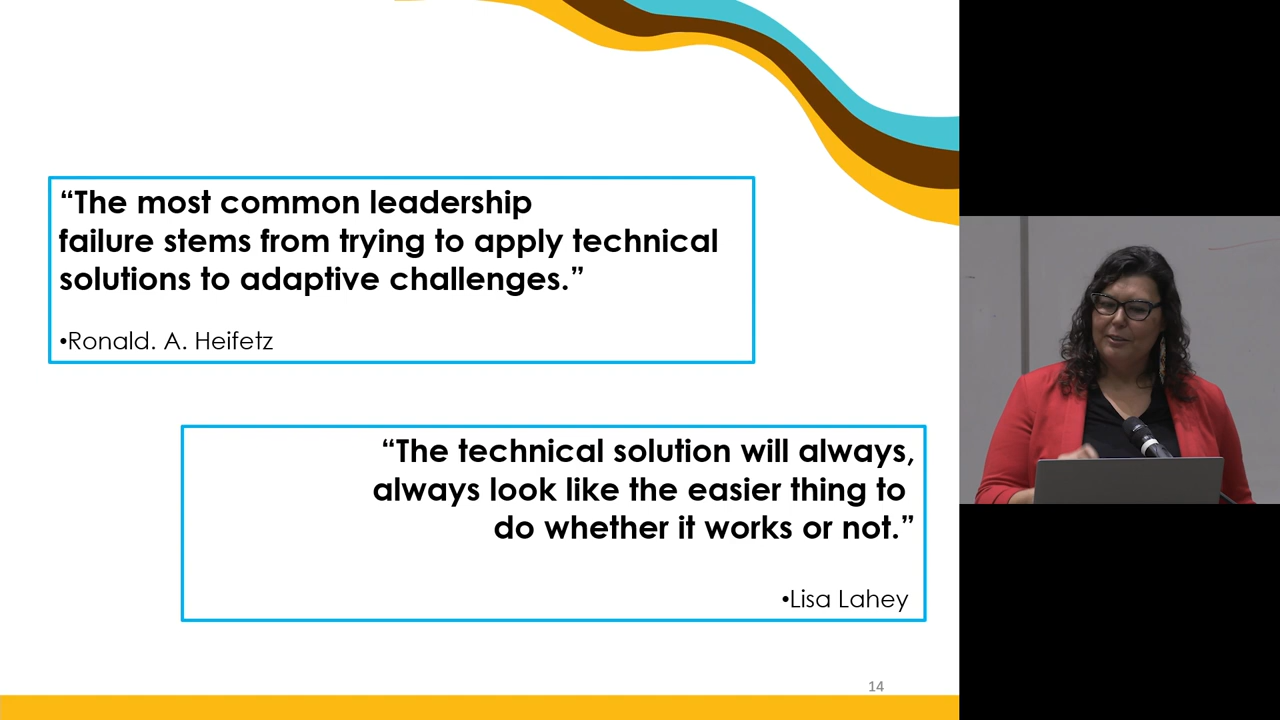 “The most common leadership
failure stems from trying to apply technical
solutions to adaptive challenges.”
•Ronald. A. Heifetz
“The technical solution will always,
always look like the easier thing to
do whether it works or not.”
•Lisa Lahey
14